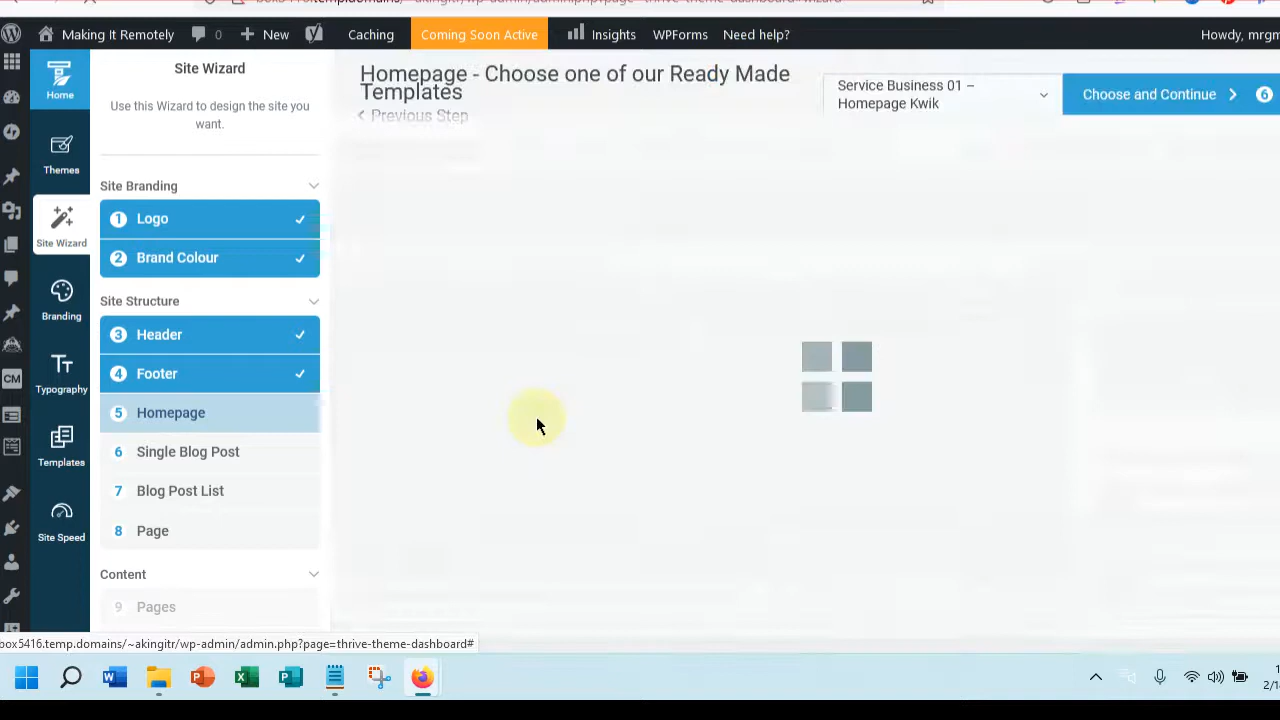 Making It Remotely
0
New
Caching
Coming Soon Active
Insights
WPForms
Need help?
Howdy, mrgm
Home
Themes
Site Wizard
Branding
Typography
Templates
Site Speed
CM
Site Wizard
Use this Wizard to design the site you
want.
Site Branding
1 Logo
2 Brand Colour
Site Structure
3 Header
4 Footer
5 Homepage
6 Single Blog Post
7 Blog Post List
8 Page
Content
9 Pages
Homepage - Choose one of our Ready Made
Templates
Previous Step
Service Business 01 –
Homepage Kwik
Choose and Continue
6
box5416.temp.domains/~akingitr/wp-admin/admin.php?page=thrive-theme-dashboard#